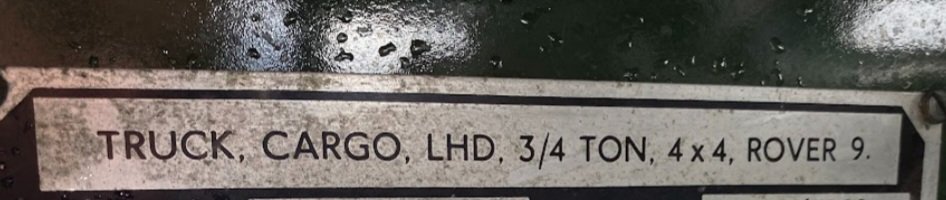 TRUCK, CARGO, LHD, 3/4 TON, 4x4, ROVER 9.